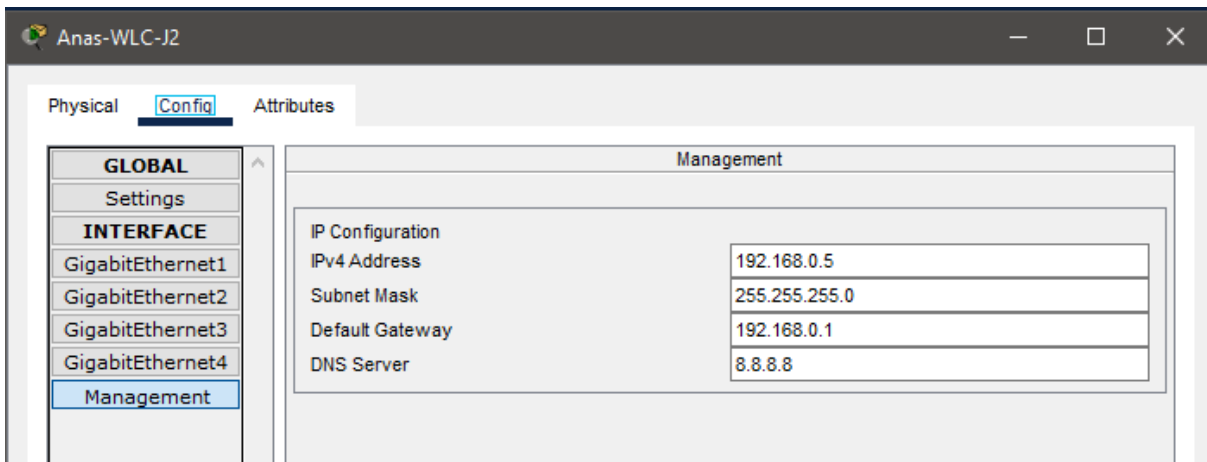 Anas-WLC-J2
Physical Config Attributes
GLOBAL
Settings
INTERFACE
GigabitEthernet1
GigabitEthernet2
GigabitEthernet3
GigabitEthernet4
Management
Management
IP Configuration
IPv4 Address 192.168.0.5
Subnet Mask 255.255.255.0
Default Gateway 192.168.0.1
DNS Server 8.8.8.8